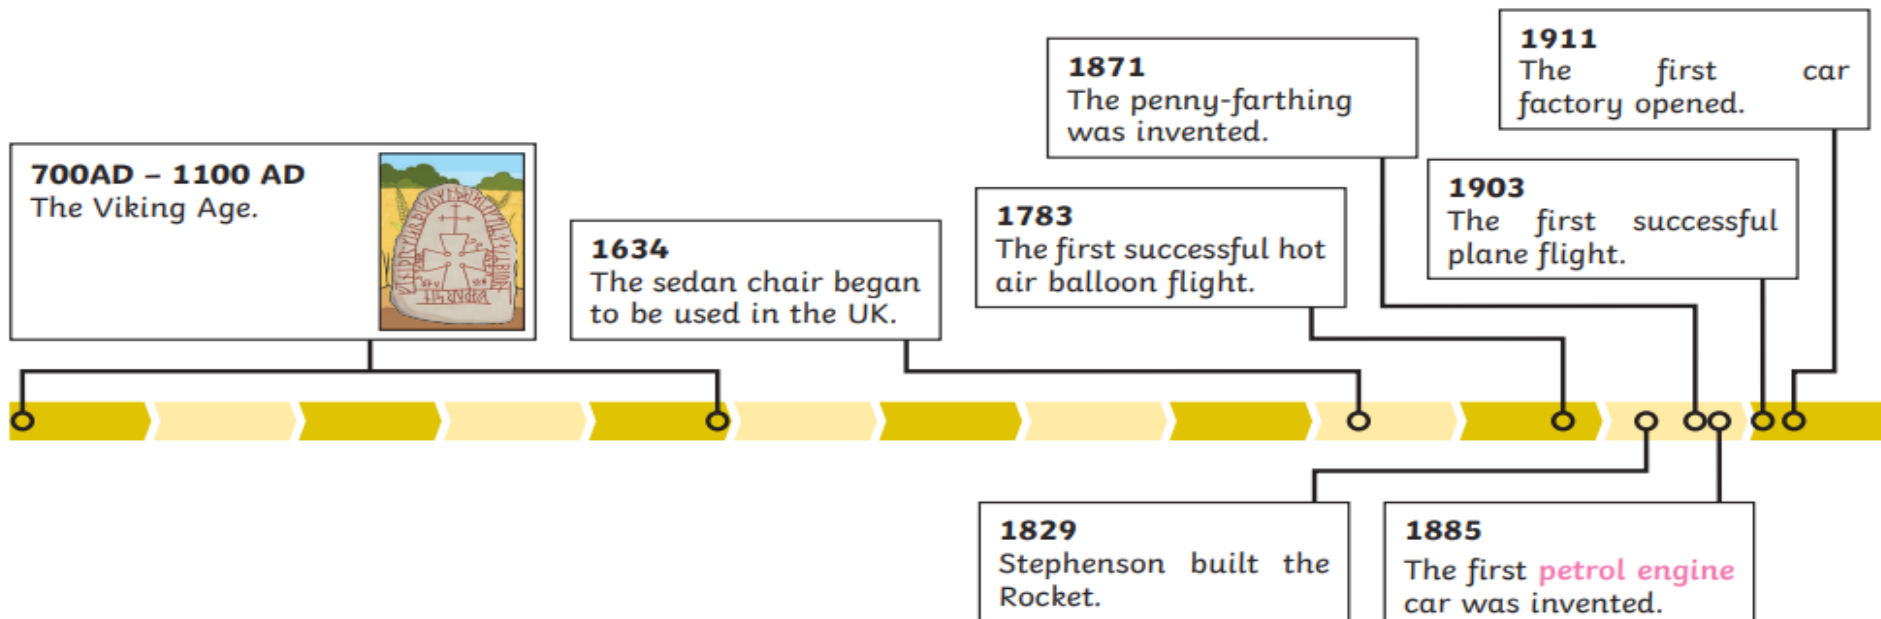 700AD – 1100 AD
The Viking Age.
1634
The sedan chair began
to be used in the UK.
1783
The first successful hot
air balloon flight.
1829
Stephenson built the
Rocket.
1871
The penny-farthing
was invented.
1885
The first petrol engine
car was invented.
1903
The first successful
plane flight.
1911
The first car
factory opened.